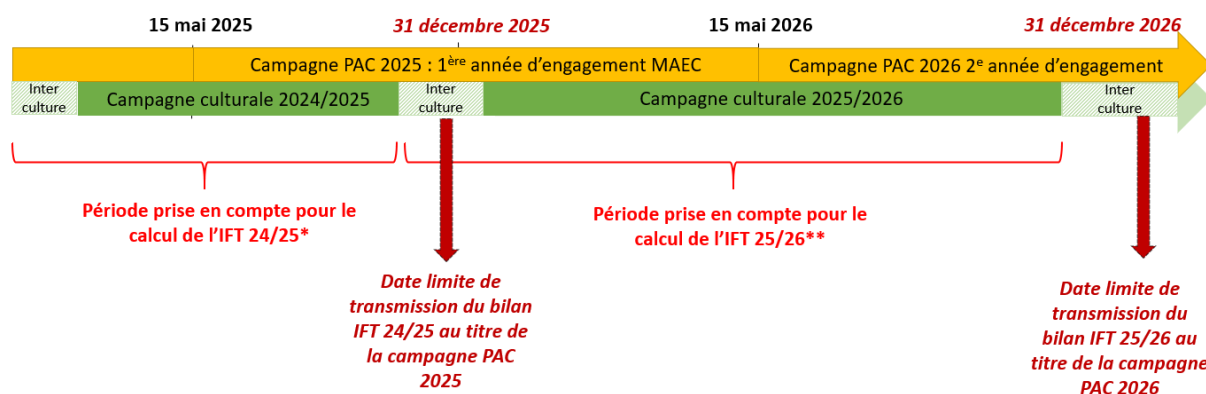 15 mai 2025
31 décembre 2025
15 mai 2026
31 décembre 2026
Campagne PAC 2025 : 1ère année d’engagement MAEC
Campagne PAC 2026 2e année d’engagement
Inter
culture
Campagne culturale 2024/2025
Inter
culture
Campagne culturale 2025/2026
Inter
culture
Période prise en compte pour le
calcul de l’IFT 24/25*
Période prise en compte pour le
calcul de l’IFT 25/26**
Date limite de
transmission du bilan
IFT 24/25 au titre de
la campagne PAC
2025
Date limite de
transmission du
bilan IFT 25/26 au
titre de la campagne
PAC 2026